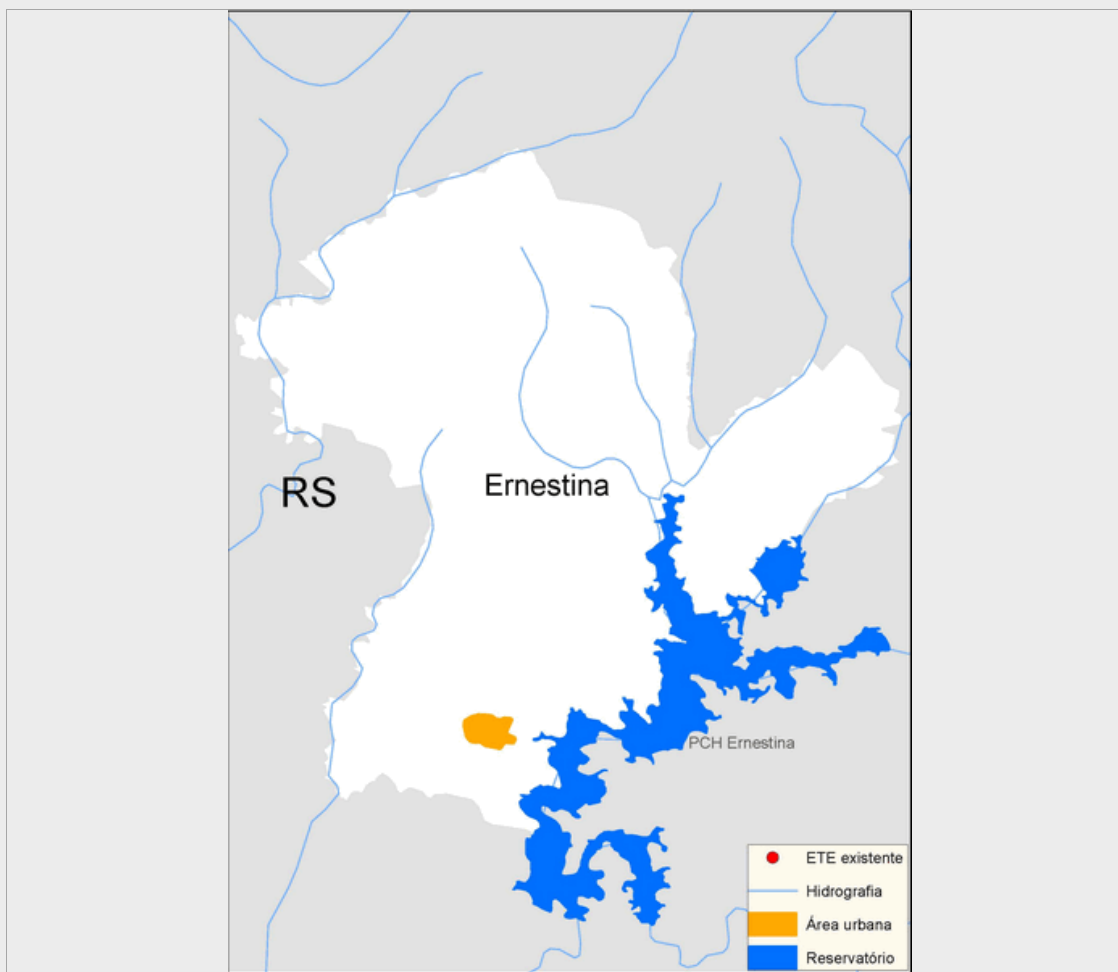 RS
Ernestina
PCH Ernestina
ETE existente
Hidrografia
Área urbana
Reservatório